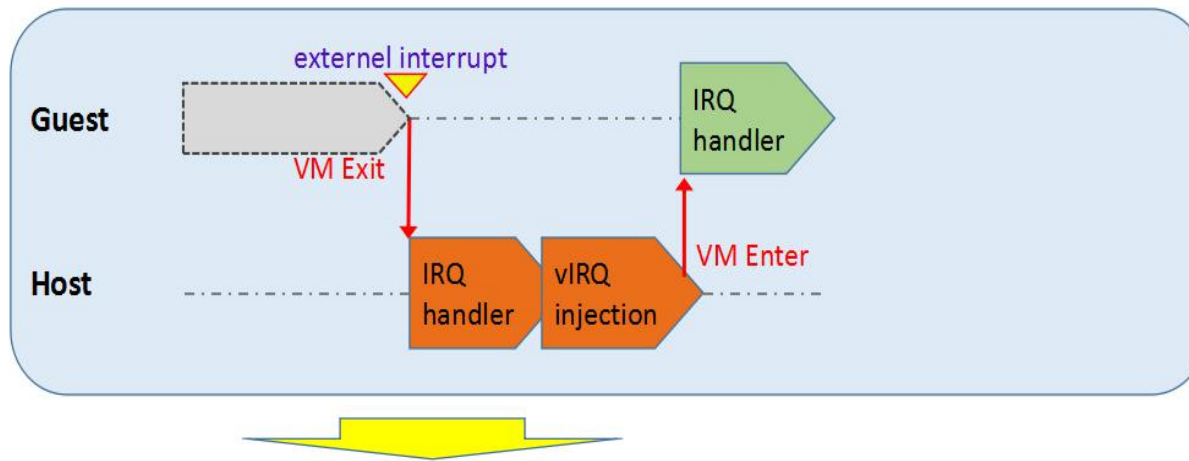 externel interrupt
Guest
VM Exit
IRQ
handler
Host
IRQ
handler
vIRQ
injection
VM Enter